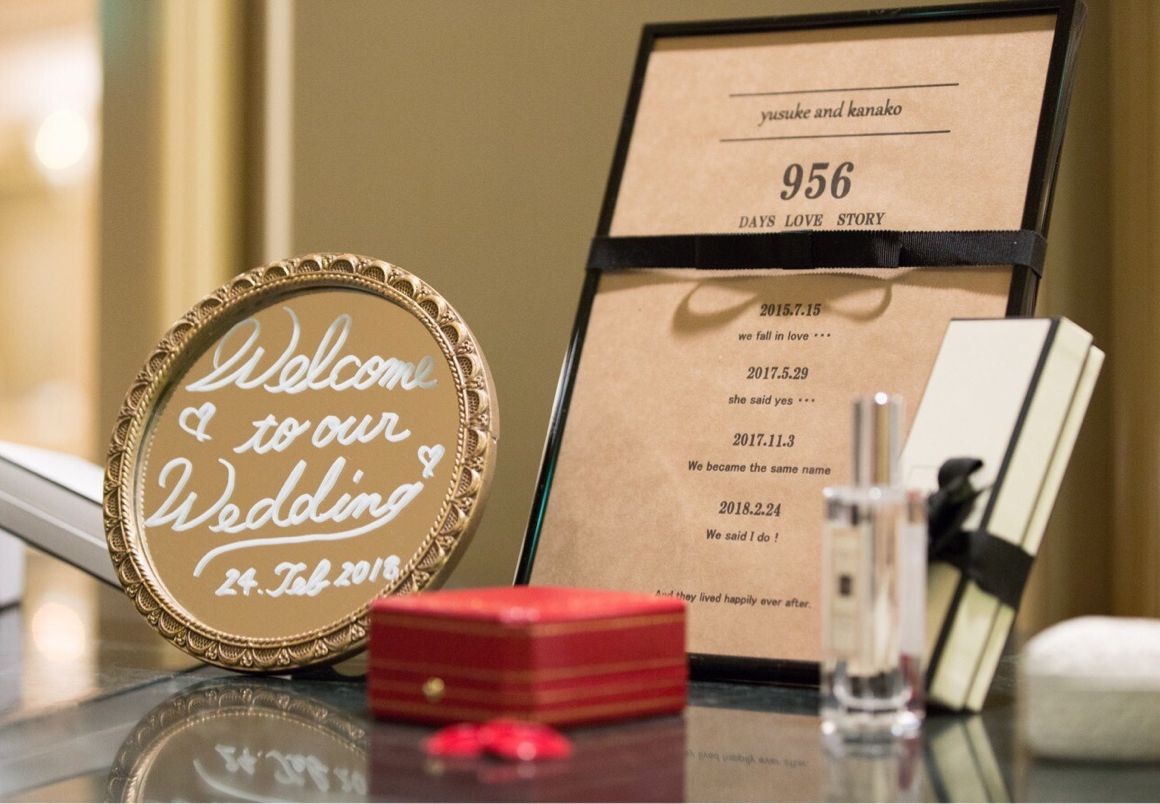 Welcome
to our
Wedding
24. Feb 2018
yusuke and kanako
956
DAYS LOVE STORY
2015.7.15
we fall in love ･･･
2017.5.29
she said yes ･･･
2017.11.3
We became the same name
2018.2.24
We said I do !
And they lived happily ever after.